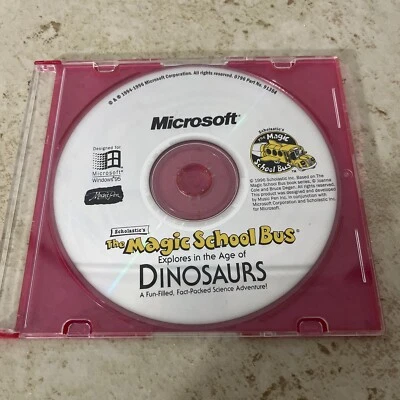 ℗ & © 1994-1996 Microsoft Corporation. All rights reserved. 0796 Part No. 91354
Microsoft®
Designed for
Microsoft®
Windows®95
Scholastic's
The Magic
School Bus
© 1996 Scholastic Inc. Based on The
Magic School Bus book series, © Joanna
Cole and Bruce Degen. All rights reserved.
This product was designed and developed
by Music Pen Inc. in conjunction with
Microsoft Corporation and Scholastic Inc.
for Microsoft.
Scholastic's
The Magic School Bus®
Explores in the Age of
DINOSAURS
A Fun-Filled, Fact-Packed Science Adventure!